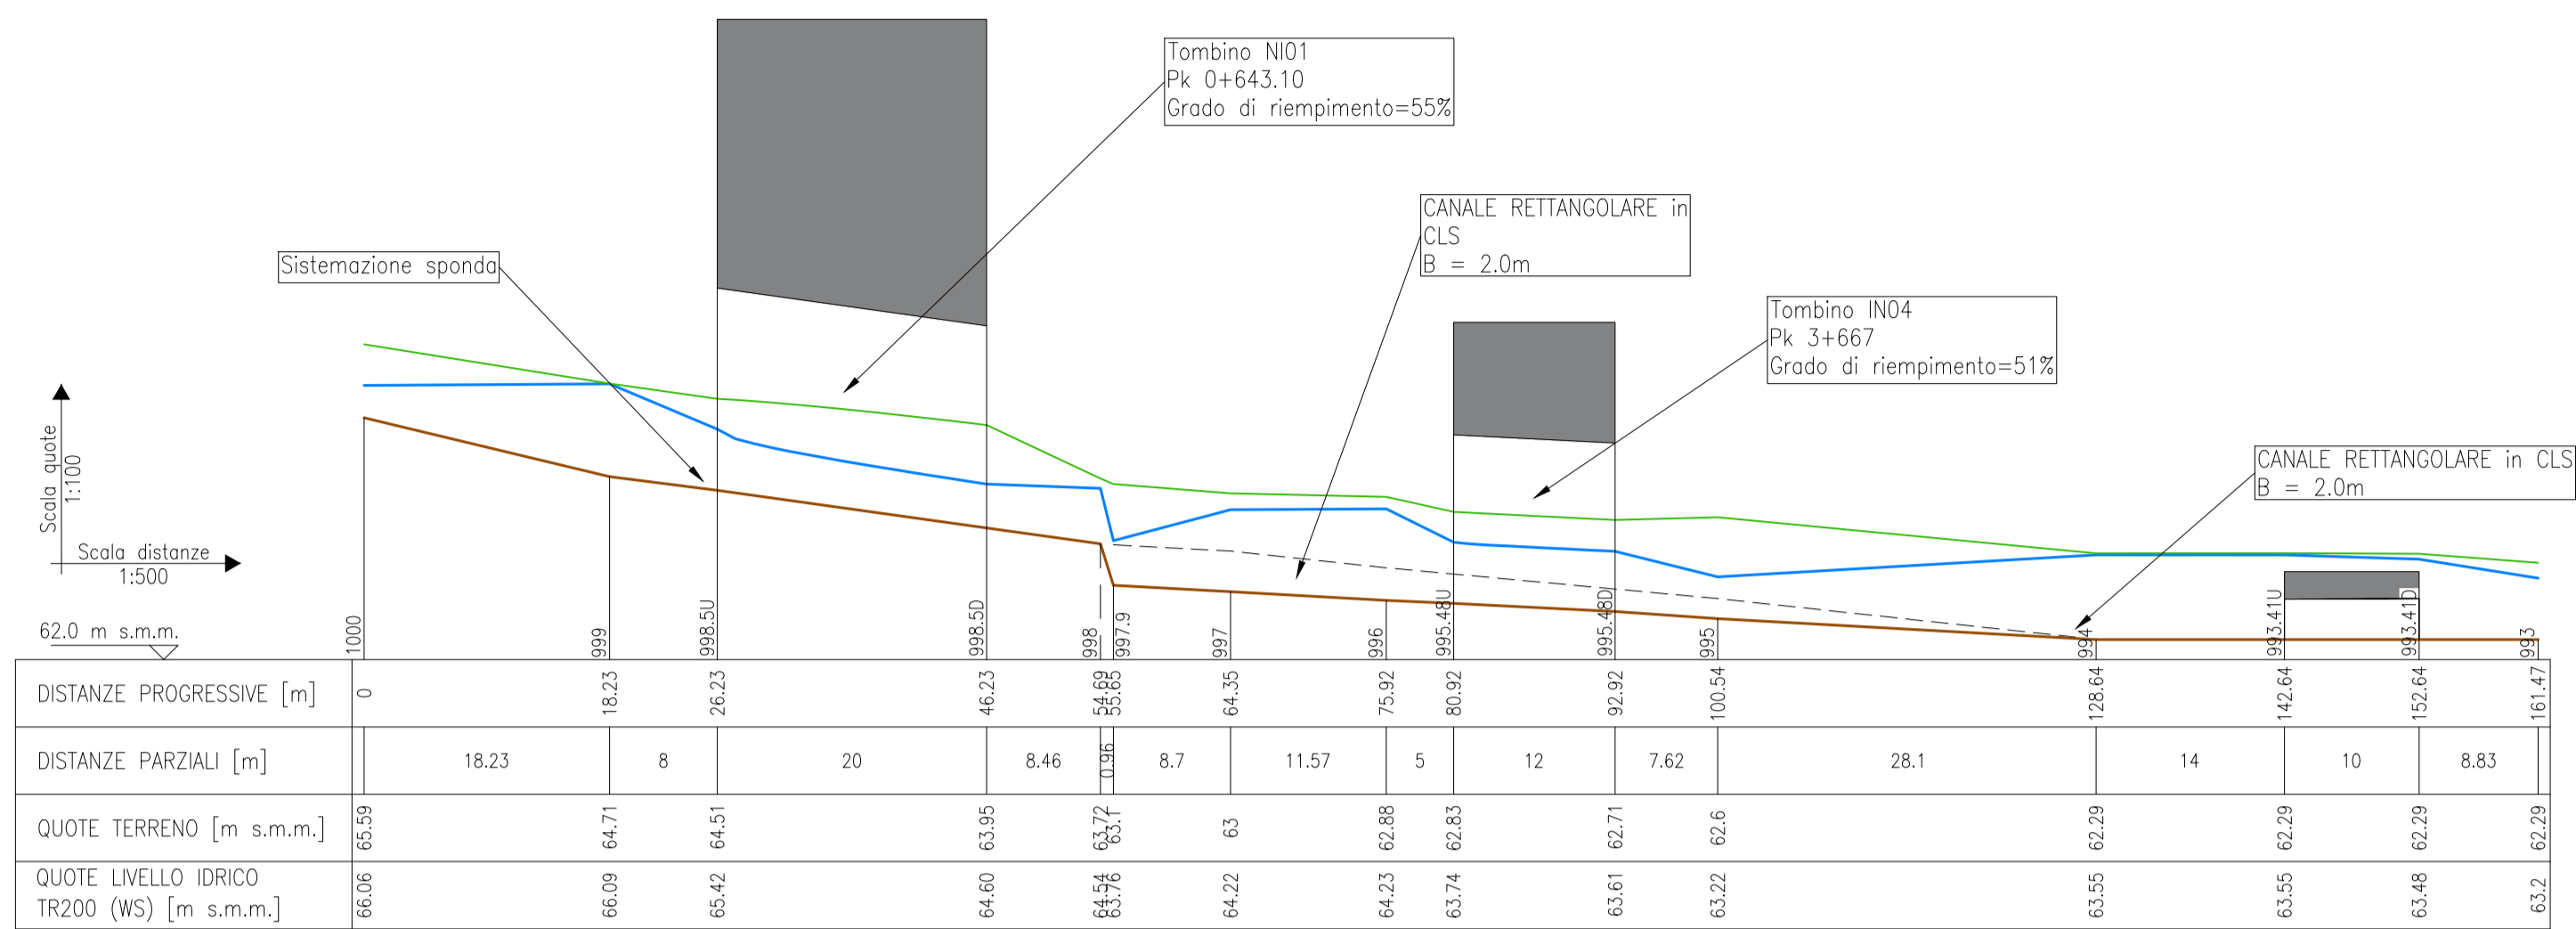 Tombino NI01
Pk 0+643.10
Grado di riempimento=55%
CANALE RETTANGOLARE in
CLS
B = 2.0m
Sistemazione sponda
Tombino IN04
Pk 3+667
Grado di riempimento=51%
CANALE RETTANGOLARE in CLS
B = 2.0m
Scala quote
1:100
Scala distanze
1:500
62.0 m s.m.m.
1000 999 998.5U 998.5D 998 997.9 997 996 995.48U 995.48D 995 994 993.41U 993.41D 993
DISTANZE PROGRESSIVE [m] 0 18.23 26.23 46.23 54.69 55.65 64.35 75.92 80.92 92.92 100.54 128.64 142.64 152.64 161.47
DISTANZE PARZIALI [m] 18.23 8 20 8.46 0.96 8.7 11.57 5 12 7.62 28.1 14 10 8.83
QUOTE TERRENO [m s.m.m.] 65.59 64.71 64.51 63.95 63.72 63.1 63 62.88 62.83 62.71 62.6 62.29 62.29 62.29 62.29
QUOTE LIVELLO IDRICO
TR200 (WS) [m s.m.m.] 66.06 66.09 65.42 64.60 64.54 63.76 64.22 64.23 63.74 63.61 63.22 63.55 63.55 63.48 63.2